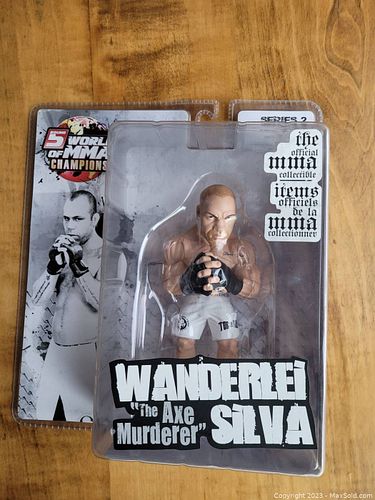 SERIES 2
5 WORLD
OF MMA
CHAMPIONS
the
official
mma
collectible
items
officiels
de la
mma
collectionner
WANDERLEI
"The Axe
Murderer"
SILVA
Copyright © 2023 - MaxSold.com